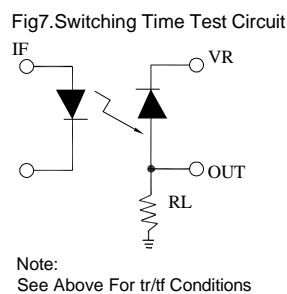 Fig7.Switching Time Test Circuit
IF
VR
OUT
RL
Note:
See Above For tr/tf Conditions